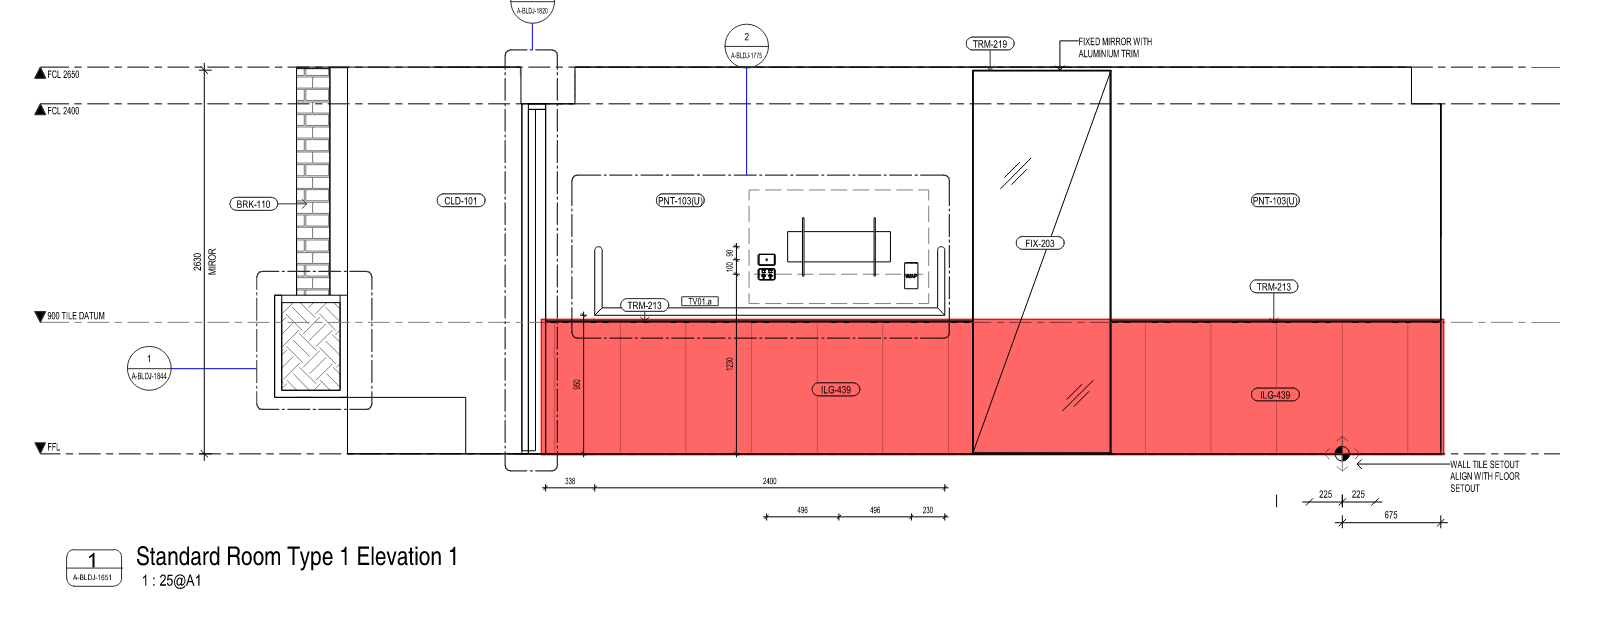 A-BLDJ-1820
2
A-BLDJ-1775
TRM-219
FIXED MIRROR WITH
ALUMINIUM TRIM
FCL 2650
FCL 2400
BRK-110
CLD-101
PNT-103(U)
PNT-103(U)
2630
MIROR
FIX-203
90
100
WAP
TRM-213
TV01.a
TRM-213
900 TILE DATUM
1
A-BLDJ-1844
950
1230
ILG-439
ILG-439
FFL
WALL TILE SETOUT
ALIGN WITH FLOOR
SETOUT
338
2400
496
496
230
225
225
675
1
A-BLDJ-1651
Standard Room Type 1 Elevation 1
1 : 25@A1